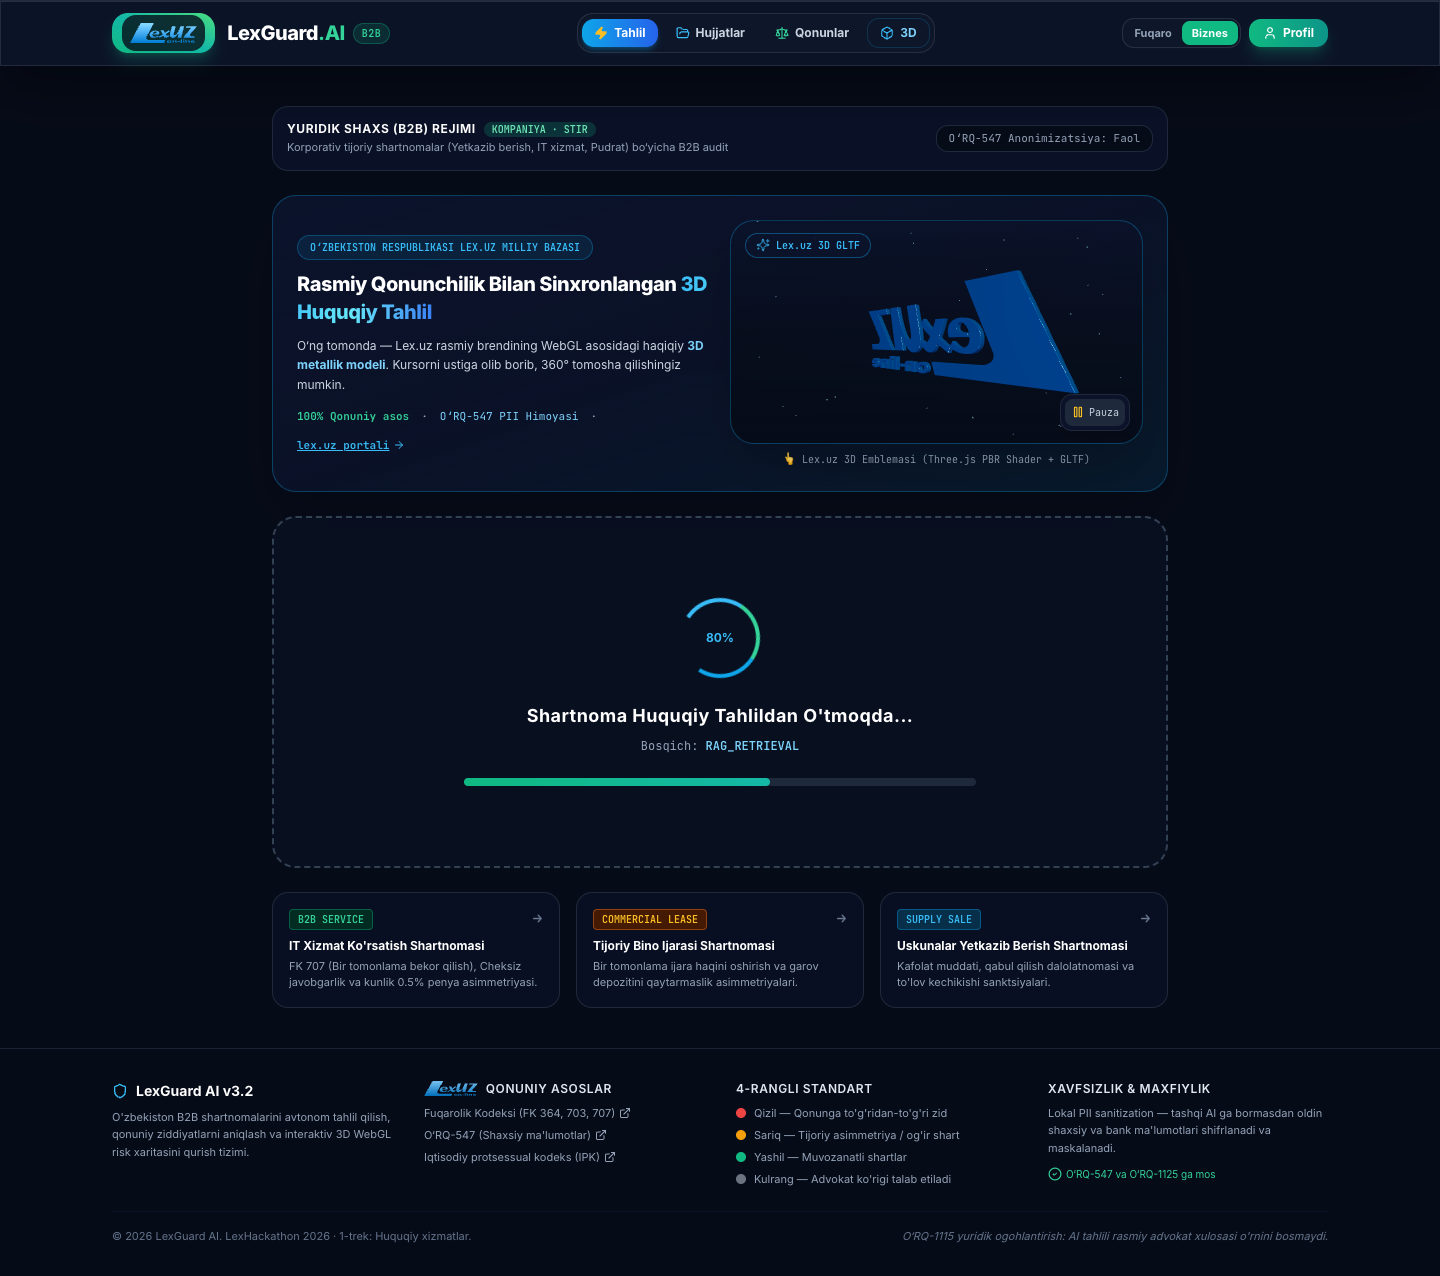 LexUZ
on-line
LexGuard.AI
B2B
Tahlil
Hujjatlar
Qonunlar
3D
Fuqaro
Biznes
Profil
YURIDIK SHAXS (B2B) REJIMI
KOMPANIYA · STIR
Korporativ tijoriy shartnomalar (Yetkazib berish, IT xizmat, Pudrat) bo‘yicha B2B audit
O‘RQ-547 Anonimizatsiya: Faol
O‘ZBEKISTON RESPUBLIKASI LEX.UZ MILLIY BAZASI
Rasmiy Qonunchilik Bilan Sinxronlangan 3D
Huquqiy Tahlil
O‘ng tomonda — Lex.uz rasmiy brendining WebGL asosidagi haqiqiy 3D
metallik modeli. Kursorni ustiga olib borib, 360° tomosha qilishingiz
mumkin.
100% Qonuniy asos · O‘RQ-547 PII Himoyasi ·
lex.uz portali →
Lex.uz 3D GLTF
LexUZ
on-line
Pauza
Lex.uz 3D Emblemasi (Three.js PBR Shader + GLTF)
80%
Shartnoma Huquqiy Tahlildan O'tmoqda...
Bosqich: RAG_RETRIEVAL
B2B SERVICE
→
IT Xizmat Ko'rsatish Shartnomasi
FK 707 (Bir tomonlama bekor qilish), Cheksiz
javobgarlik va kunlik 0.5% penya asimmetriyasi.
COMMERCIAL LEASE
→
Tijoriy Bino Ijarasi Shartnomasi
Bir tomonlama ijara haqini oshirish va garov
depozitini qaytarmaslik asimmetriyalari.
SUPPLY SALE
→
Uskunalar Yetkazib Berish Shartnomasi
Kafolat muddati, qabul qilish dalolatnomasi va
to'lov kechikishi sanktsiyalari.
LexGuard AI v3.2
O'zbekiston B2B shartnomalarini avtonom tahlil qilish,
qonuniy ziddiyatlarni aniqlash va interaktiv 3D WebGL
risk xaritasini qurish tizimi.
LexUZ
on-line
QONUNIY ASOSLAR
Fuqarolik Kodeksi (FK 364, 703, 707)
O'RQ-547 (Shaxsiy ma'lumotlar)
Iqtisodiy protsessual kodeks (IPK)
4-RANGLI STANDART
Qizil — Qonunga to'g'ridan-to'g'ri zid
Sariq — Tijoriy asimmetriya / og'ir shart
Yashil — Muvozanatli shartlar
Kulrang — Advokat ko'rigi talab etiladi
XAVFSIZLIK & MAXFIYLIK
Lokal PII sanitization — tashqi AI ga bormasdan oldin
shaxsiy va bank ma'lumotlari shifrlanadi va
maskalanadi.
O'RQ-547 va O'RQ-1125 ga mos
© 2026 LexGuard AI. LexHackathon 2026 · 1-trek: Huquqiy xizmatlar.
O'RQ-1115 yuridik ogohlantirish: AI tahlili rasmiy advokat xulosasi o'rnini bosmaydi.